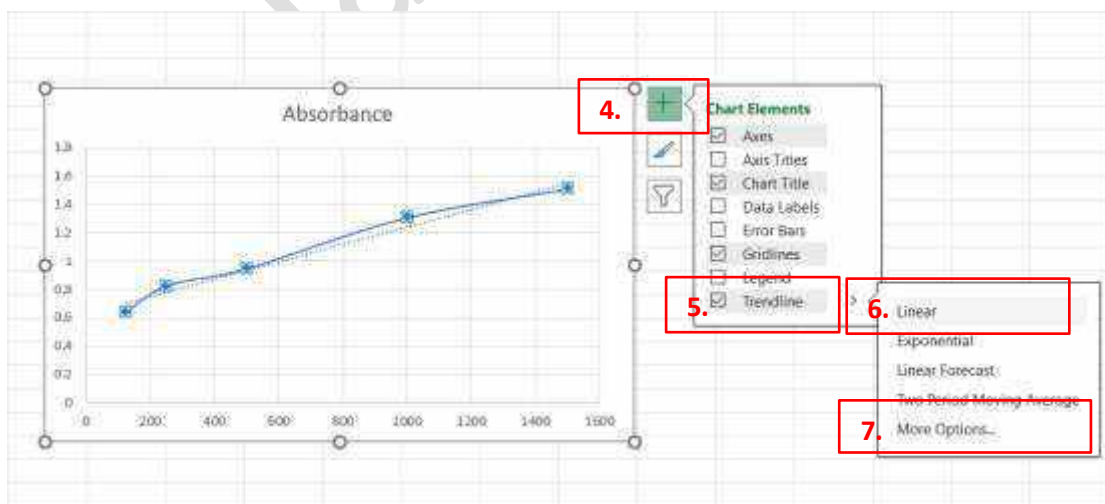 4.
Chart Elements
Absorbance
Axes
Axis Titles
Chart Title
Data Labels
Error Bars
Gridlines
Legend
5. Trendline
6. Linear
Exponential
Linear Forecast
Two Period Moving Average
7. More Options...
1.8
1.6
1.4
1.2
1
0.8
0.6
0.4
0.2
0
0 200 400 600 800 1000 1200 1400 1600